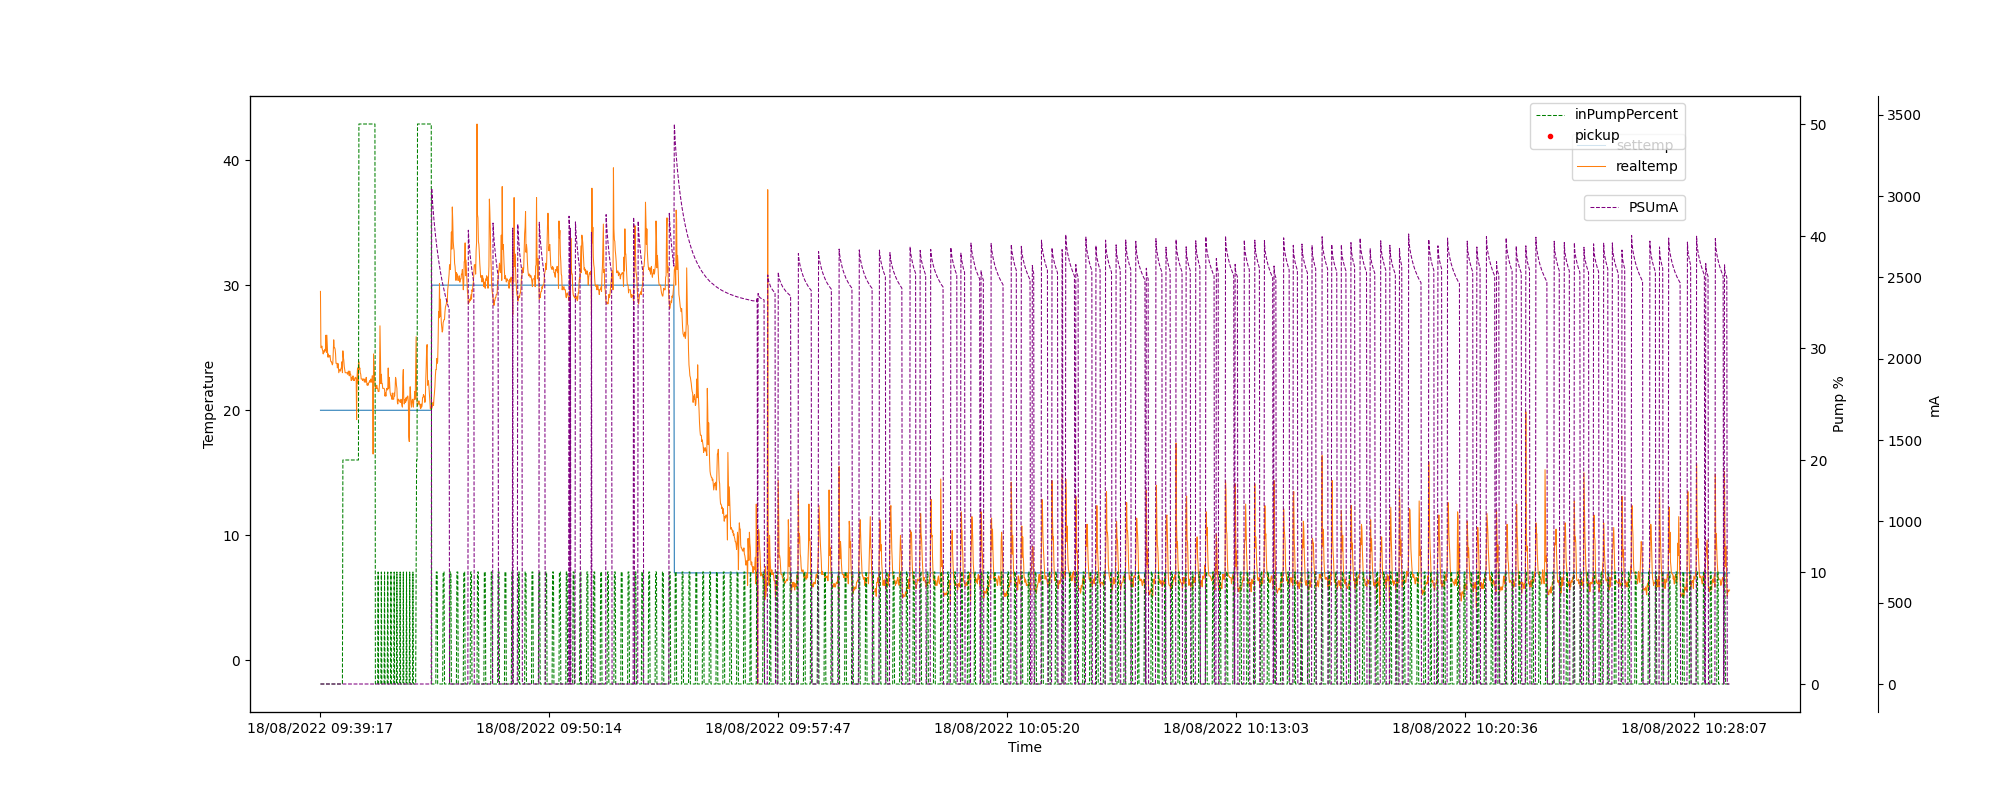 inPumpPercent
pickup
settemp
realtemp
PSUmA
Temperature
40
30
20
10
0
50
40
30
20
10
0
Pump %
3500
3000
2500
2000
1500
1000
500
0
mA
18/08/2022 09:39:17
18/08/2022 09:50:14
18/08/2022 09:57:47
18/08/2022 10:05:20
18/08/2022 10:13:03
18/08/2022 10:20:36
18/08/2022 10:28:07
Time